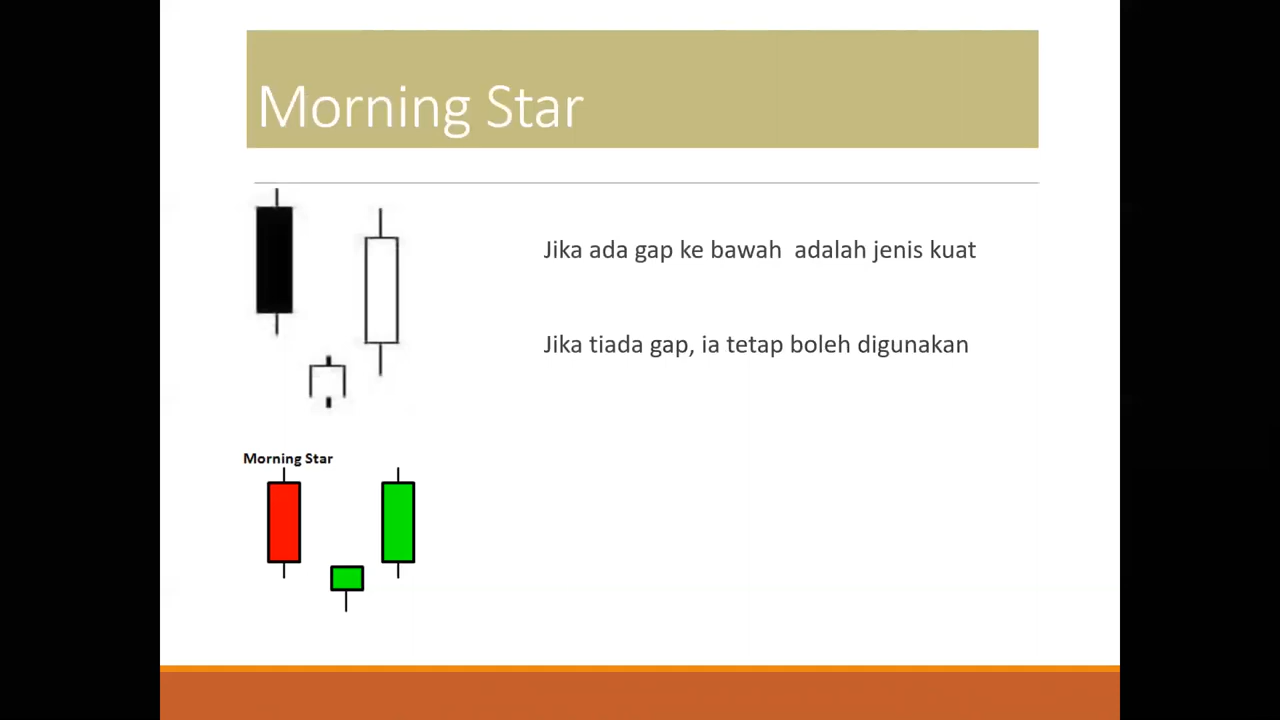 Morning Star
Jika ada gap ke bawah adalah jenis kuat
Jika tiada gap, ia tetap boleh digunakan
Morning Star